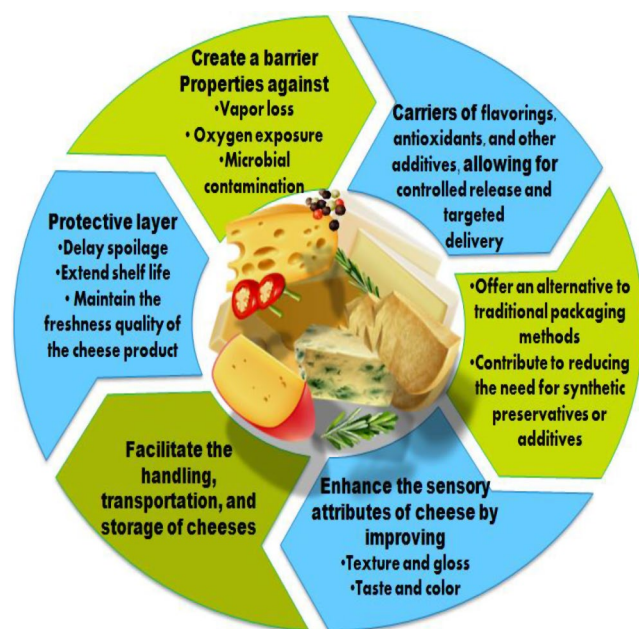 Create a barrier
Properties against
•Vapor loss
• Oxygen exposure
• Microbial
contamination
Carriers of flavorings,
antioxidants, and other
additives, allowing for
controlled release and
targeted
delivery
•Offer an alternative to
traditional packaging
methods
•Contribute to reducing
the need for synthetic
preservatives or
additives
Enhance the sensory
attributes of cheese by
improving
•Texture and gloss
•Taste and color
Facilitate the
handling,
transportation, and
storage of cheeses
Protective layer
•Delay spoilage
•Extend shelf life
• Maintain the
freshness quality of
the cheese product